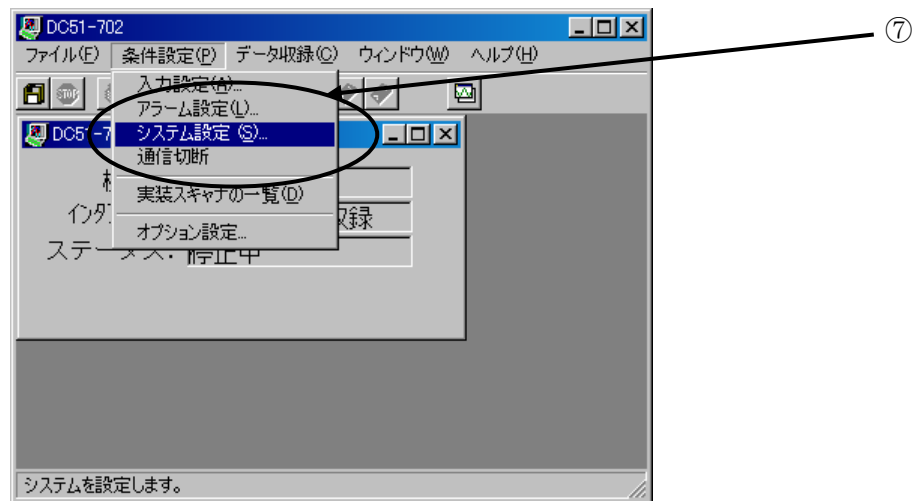 DC51-702
⑦
ファイル(F) 条件設定(P) データ収録(C) ウィンドウ(W) ヘルプ(H)
STOP
入力設定(A)...
アラーム設定(L)...
DC51-7
システム設定 (S)...
通信切断
実装スキャナの一覧(D)
収録
オプション設定...
ステータス: 停止中
システムを設定します。